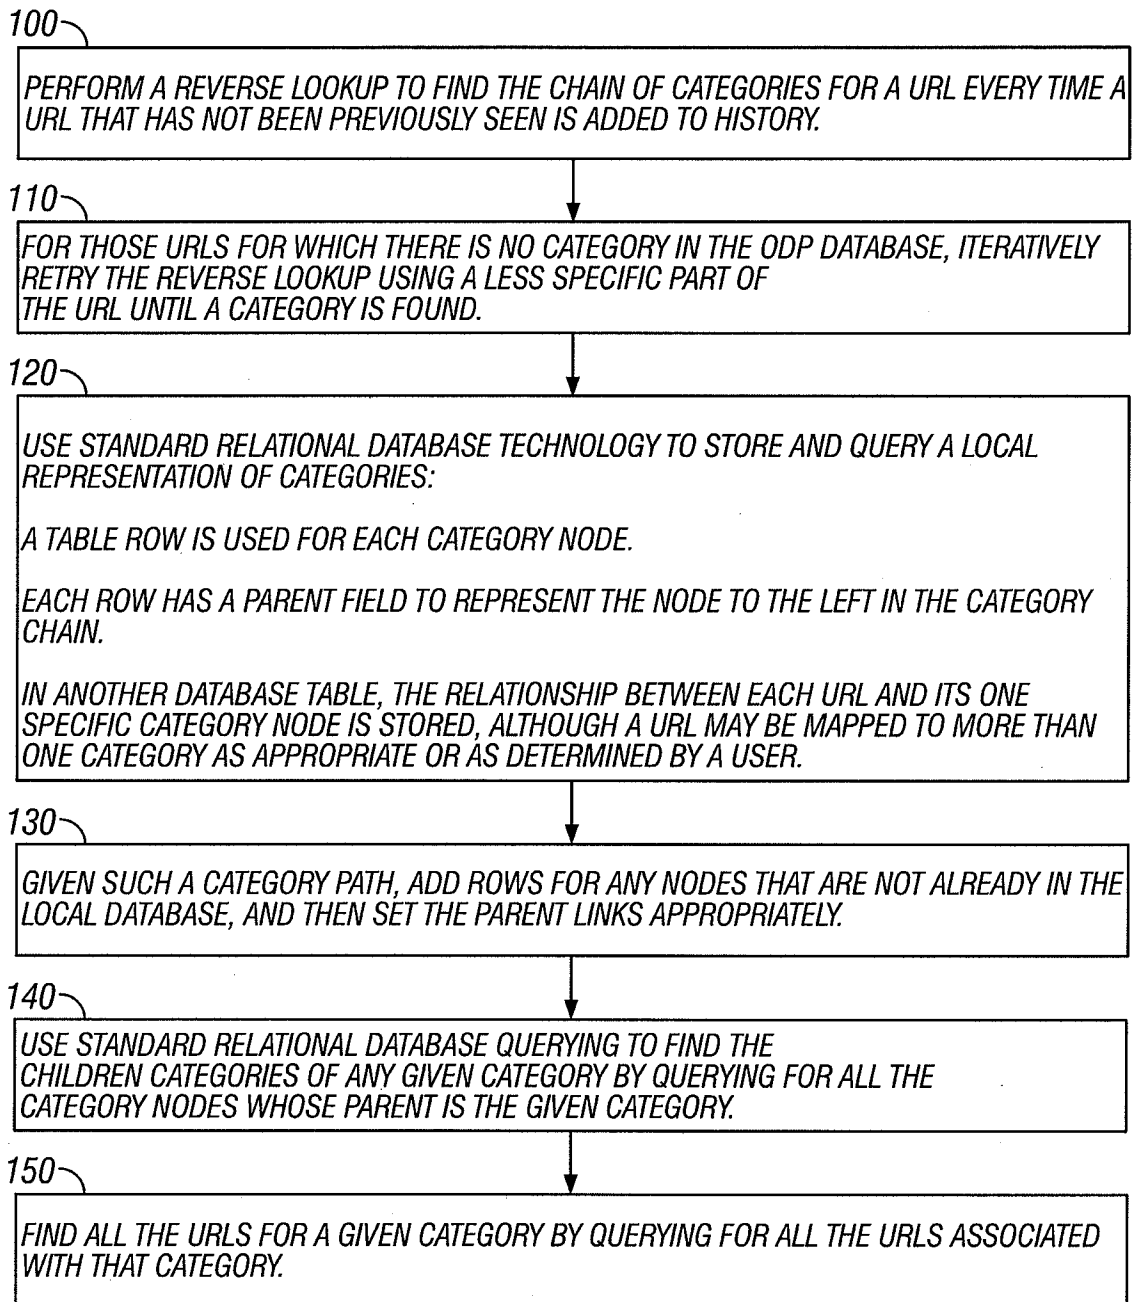 100
PERFORM A REVERSE LOOKUP TO FIND THE CHAIN OF CATEGORIES FOR A URL EVERY TIME A
URL THAT HAS NOT BEEN PREVIOUSLY SEEN IS ADDED TO HISTORY.
110
FOR THOSE URLS FOR WHICH THERE IS NO CATEGORY IN THE ODP DATABASE, ITERATIVELY
RETRY THE REVERSE LOOKUP USING A LESS SPECIFIC PART OF
THE URL UNTIL A CATEGORY IS FOUND.
120
USE STANDARD RELATIONAL DATABASE TECHNOLOGY TO STORE AND QUERY A LOCAL
REPRESENTATION OF CATEGORIES:
A TABLE ROW IS USED FOR EACH CATEGORY NODE.
EACH ROW HAS A PARENT FIELD TO REPRESENT THE NODE TO THE LEFT IN THE CATEGORY
CHAIN.
IN ANOTHER DATABASE TABLE, THE RELATIONSHIP BETWEEN EACH URL AND ITS ONE
SPECIFIC CATEGORY NODE IS STORED, ALTHOUGH A URL MAY BE MAPPED TO MORE THAN
ONE CATEGORY AS APPROPRIATE OR AS DETERMINED BY A USER.
130
GIVEN SUCH A CATEGORY PATH, ADD ROWS FOR ANY NODES THAT ARE NOT ALREADY IN THE
LOCAL DATABASE, AND THEN SET THE PARENT LINKS APPROPRIATELY.
140
USE STANDARD RELATIONAL DATABASE QUERYING TO FIND THE
CHILDREN CATEGORIES OF ANY GIVEN CATEGORY BY QUERYING FOR ALL THE
CATEGORY NODES WHOSE PARENT IS THE GIVEN CATEGORY.
150
FIND ALL THE URLS FOR A GIVEN CATEGORY BY QUERYING FOR ALL THE URLS ASSOCIATED
WITH THAT CATEGORY.